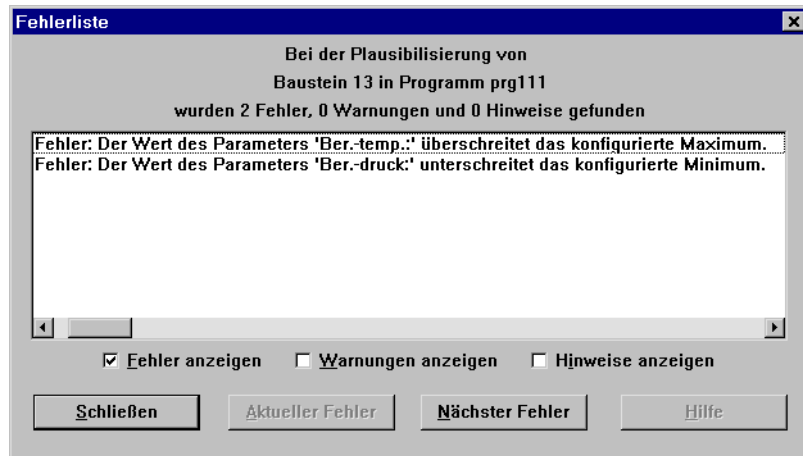 Fehlerliste
Bei der Plausibilisierung von
Baustein 13 in Programm prg111
wurden 2 Fehler, 0 Warnungen und 0 Hinweise gefunden
Fehler: Der Wert des Parameters 'Ber.-temp.:' überschreitet das konfigurierte Maximum.
Fehler: Der Wert des Parameters 'Ber.-druck:' unterschreitet das konfigurierte Minimum.
Fehler anzeigen Warnungen anzeigen Hinweise anzeigen
Schließen Aktueller Fehler Nächster Fehler Hilfe